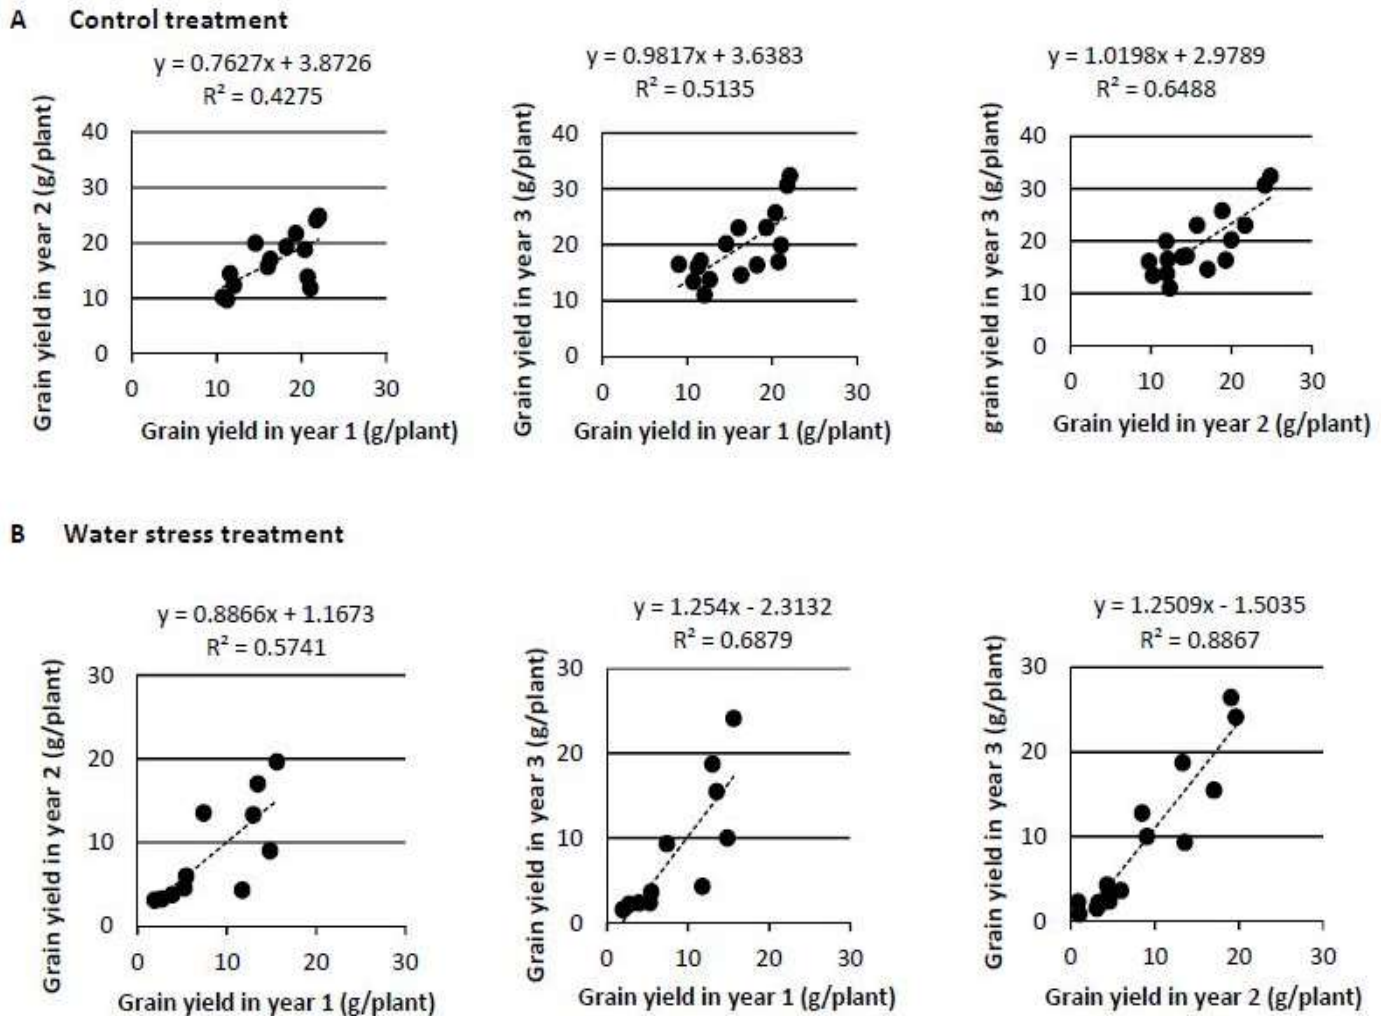 A Control treatment
y = 0.7627x + 3.8726
R² = 0.4275
Grain yield in year 2 (g/plant)
40
30
20
10
0
0 10 20 30
Grain yield in year 1 (g/plant)
y = 0.9817x + 3.6383
R² = 0.5135
Grain yield in year 3 (g/plant)
40
30
20
10
0
0 10 20 30
Grain yield in year 1 (g/plant)
y = 1.0198x + 2.9789
R² = 0.6488
grain yield in year 3 (g/plant)
40
30
20
10
0
0 10 20 30
Grain yield in year 2 (g/plant)
B Water stress treatment
y = 0.8866x + 1.1673
R² = 0.5741
Grain yield in year 2 (g/plant)
30
20
10
0
0 10 20 30
Grain yield in year 1 (g/plant)
y = 1.254x - 2.3132
R² = 0.6879
Grain yield in year 3 (g/plant)
30
20
10
0
0 10 20 30
Grain yield in year 1 (g/plant)
y = 1.2509x - 1.5035
R² = 0.8867
Grain yield in year 3 (g/plant)
30
20
10
0
0 10 20 30
Grain yield in year 2 (g/plant)